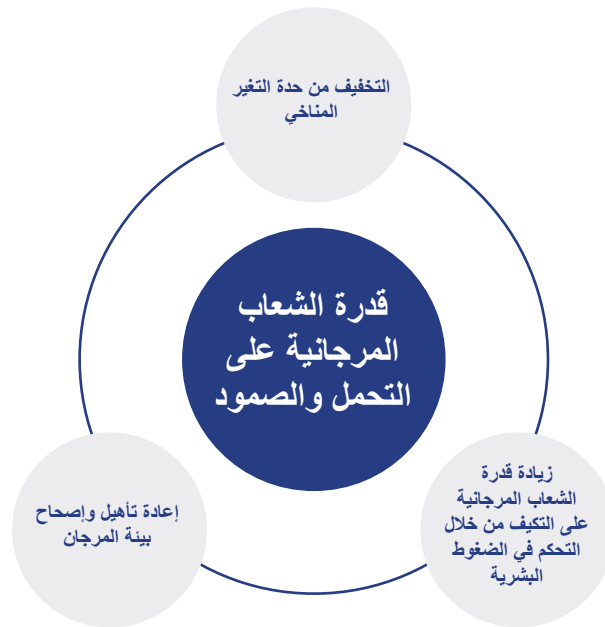 التخفيف من حدة التغير
المناخي
قدرة الشعاب
المرجانية على
التحمل والصمود
زيادة قدرة
الشعاب المرجانية
على التكيف من خلال
التحكم في الضغوط
البشرية
إعادة تأهيل وإصحاح
بيئة المرجان